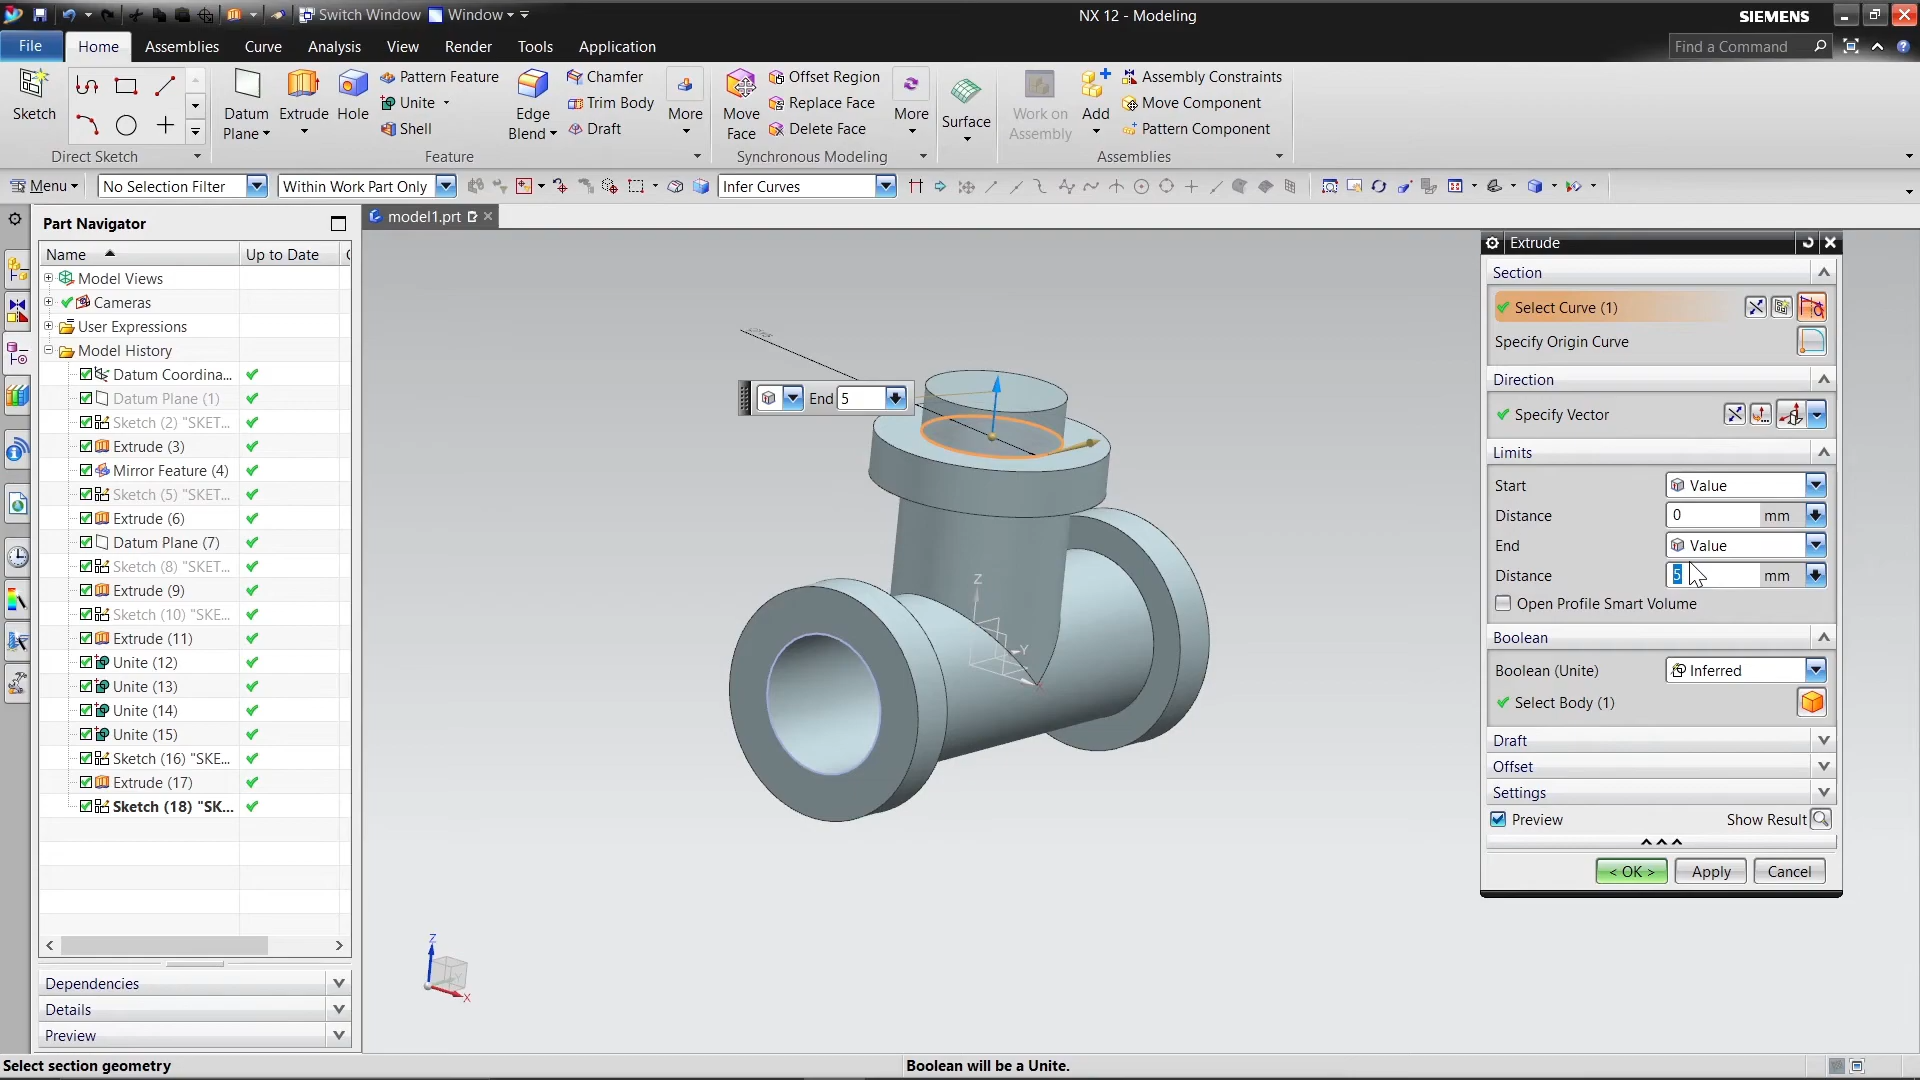 Switch Window
Window
NX 12 - Modeling
SIEMENS
File
Home
Assemblies
Curve
Analysis
View
Render
Tools
Application
Find a Command
Sketch
Direct Sketch
Datum
Plane
Extrude
Hole
Pattern Feature
Unite
Shell
Edge
Blend
Chamfer
Trim Body
Draft
More
Feature
Move
Face
Offset Region
Replace Face
Delete Face
More
Synchronous Modeling
Surface
Work on
Assembly
Add
Assembly Constraints
Move Component
Pattern Component
Assemblies
Menu
No Selection Filter
Within Work Part Only
Infer Curves
Part Navigator
model1.prt
Name
Up to Date
Model Views
Cameras
User Expressions
Model History
Datum Coordina...
Datum Plane (1)
Sketch (2) "SKET...
Extrude (3)
Mirror Feature (4)
Sketch (5) "SKET...
Extrude (6)
Datum Plane (7)
Sketch (8) "SKET...
Extrude (9)
Sketch (10) "SKE...
Extrude (11)
Unite (12)
Unite (13)
Unite (14)
Unite (15)
Sketch (16) "SKE...
Extrude (17)
Sketch (18) "SK...
Dependencies
Details
Preview
End 5
Z
Y
Z
X
Extrude
Section
Select Curve (1)
Specify Origin Curve
Direction
Specify Vector
Limits
Start
Value
Distance
0 mm
End
Value
Distance
5 mm
Open Profile Smart Volume
Boolean
Boolean (Unite)
Inferred
Select Body (1)
Draft
Offset
Settings
Preview
Show Result
< OK >
Apply
Cancel
Select section geometry
Boolean will be a Unite.